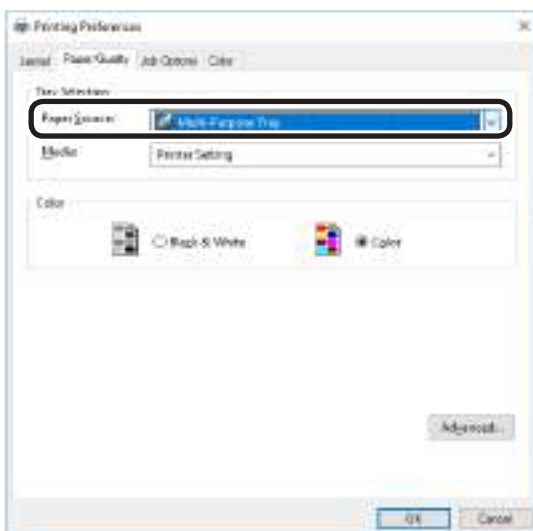 Printing Preferences
Layout Paper/Quality Job Options Color
Tray Selection
Paper Source: Multi-Purpose Tray
Media: Printer Setting
Color
Black & White Color
Advanced...
OK Cancel